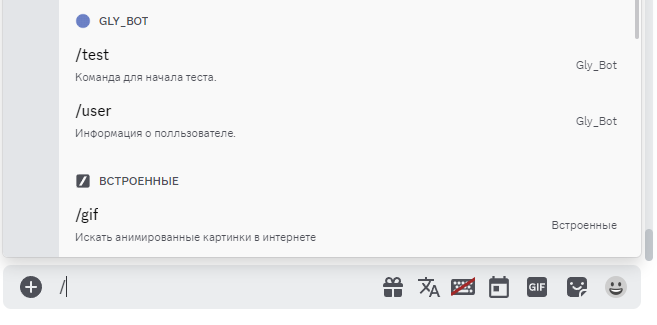 GLY_BOT
/test
Команда для начала теста.
Gly_Bot
/user
Информация о полльзователе.
Gly_Bot
ВСТРОЕННЫЕ
/gif
Искать анимированные картинки в интернете
Встроенные
/
GIF